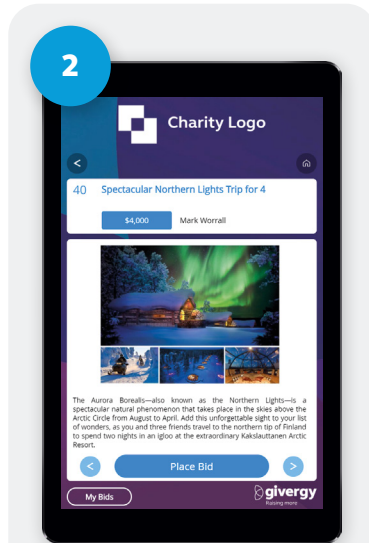 2
Charity Logo
<
40 Spectacular Northern Lights Trip for 4
$4,000 Mark Worrall
The Aurora Borealis—also known as the Northern Lights—is a
spectacular natural phenomenon that takes place in the skies above the
Arctic Circle from August to April. Add this unforgettable sight to your list
of wonders, as you and three friends travel to the northern tip of Finland
to spend two nights in an igloo at the extraordinary Kakslauttanen Arctic
Resort.
< Place Bid >
My Bids givergy
Raising more